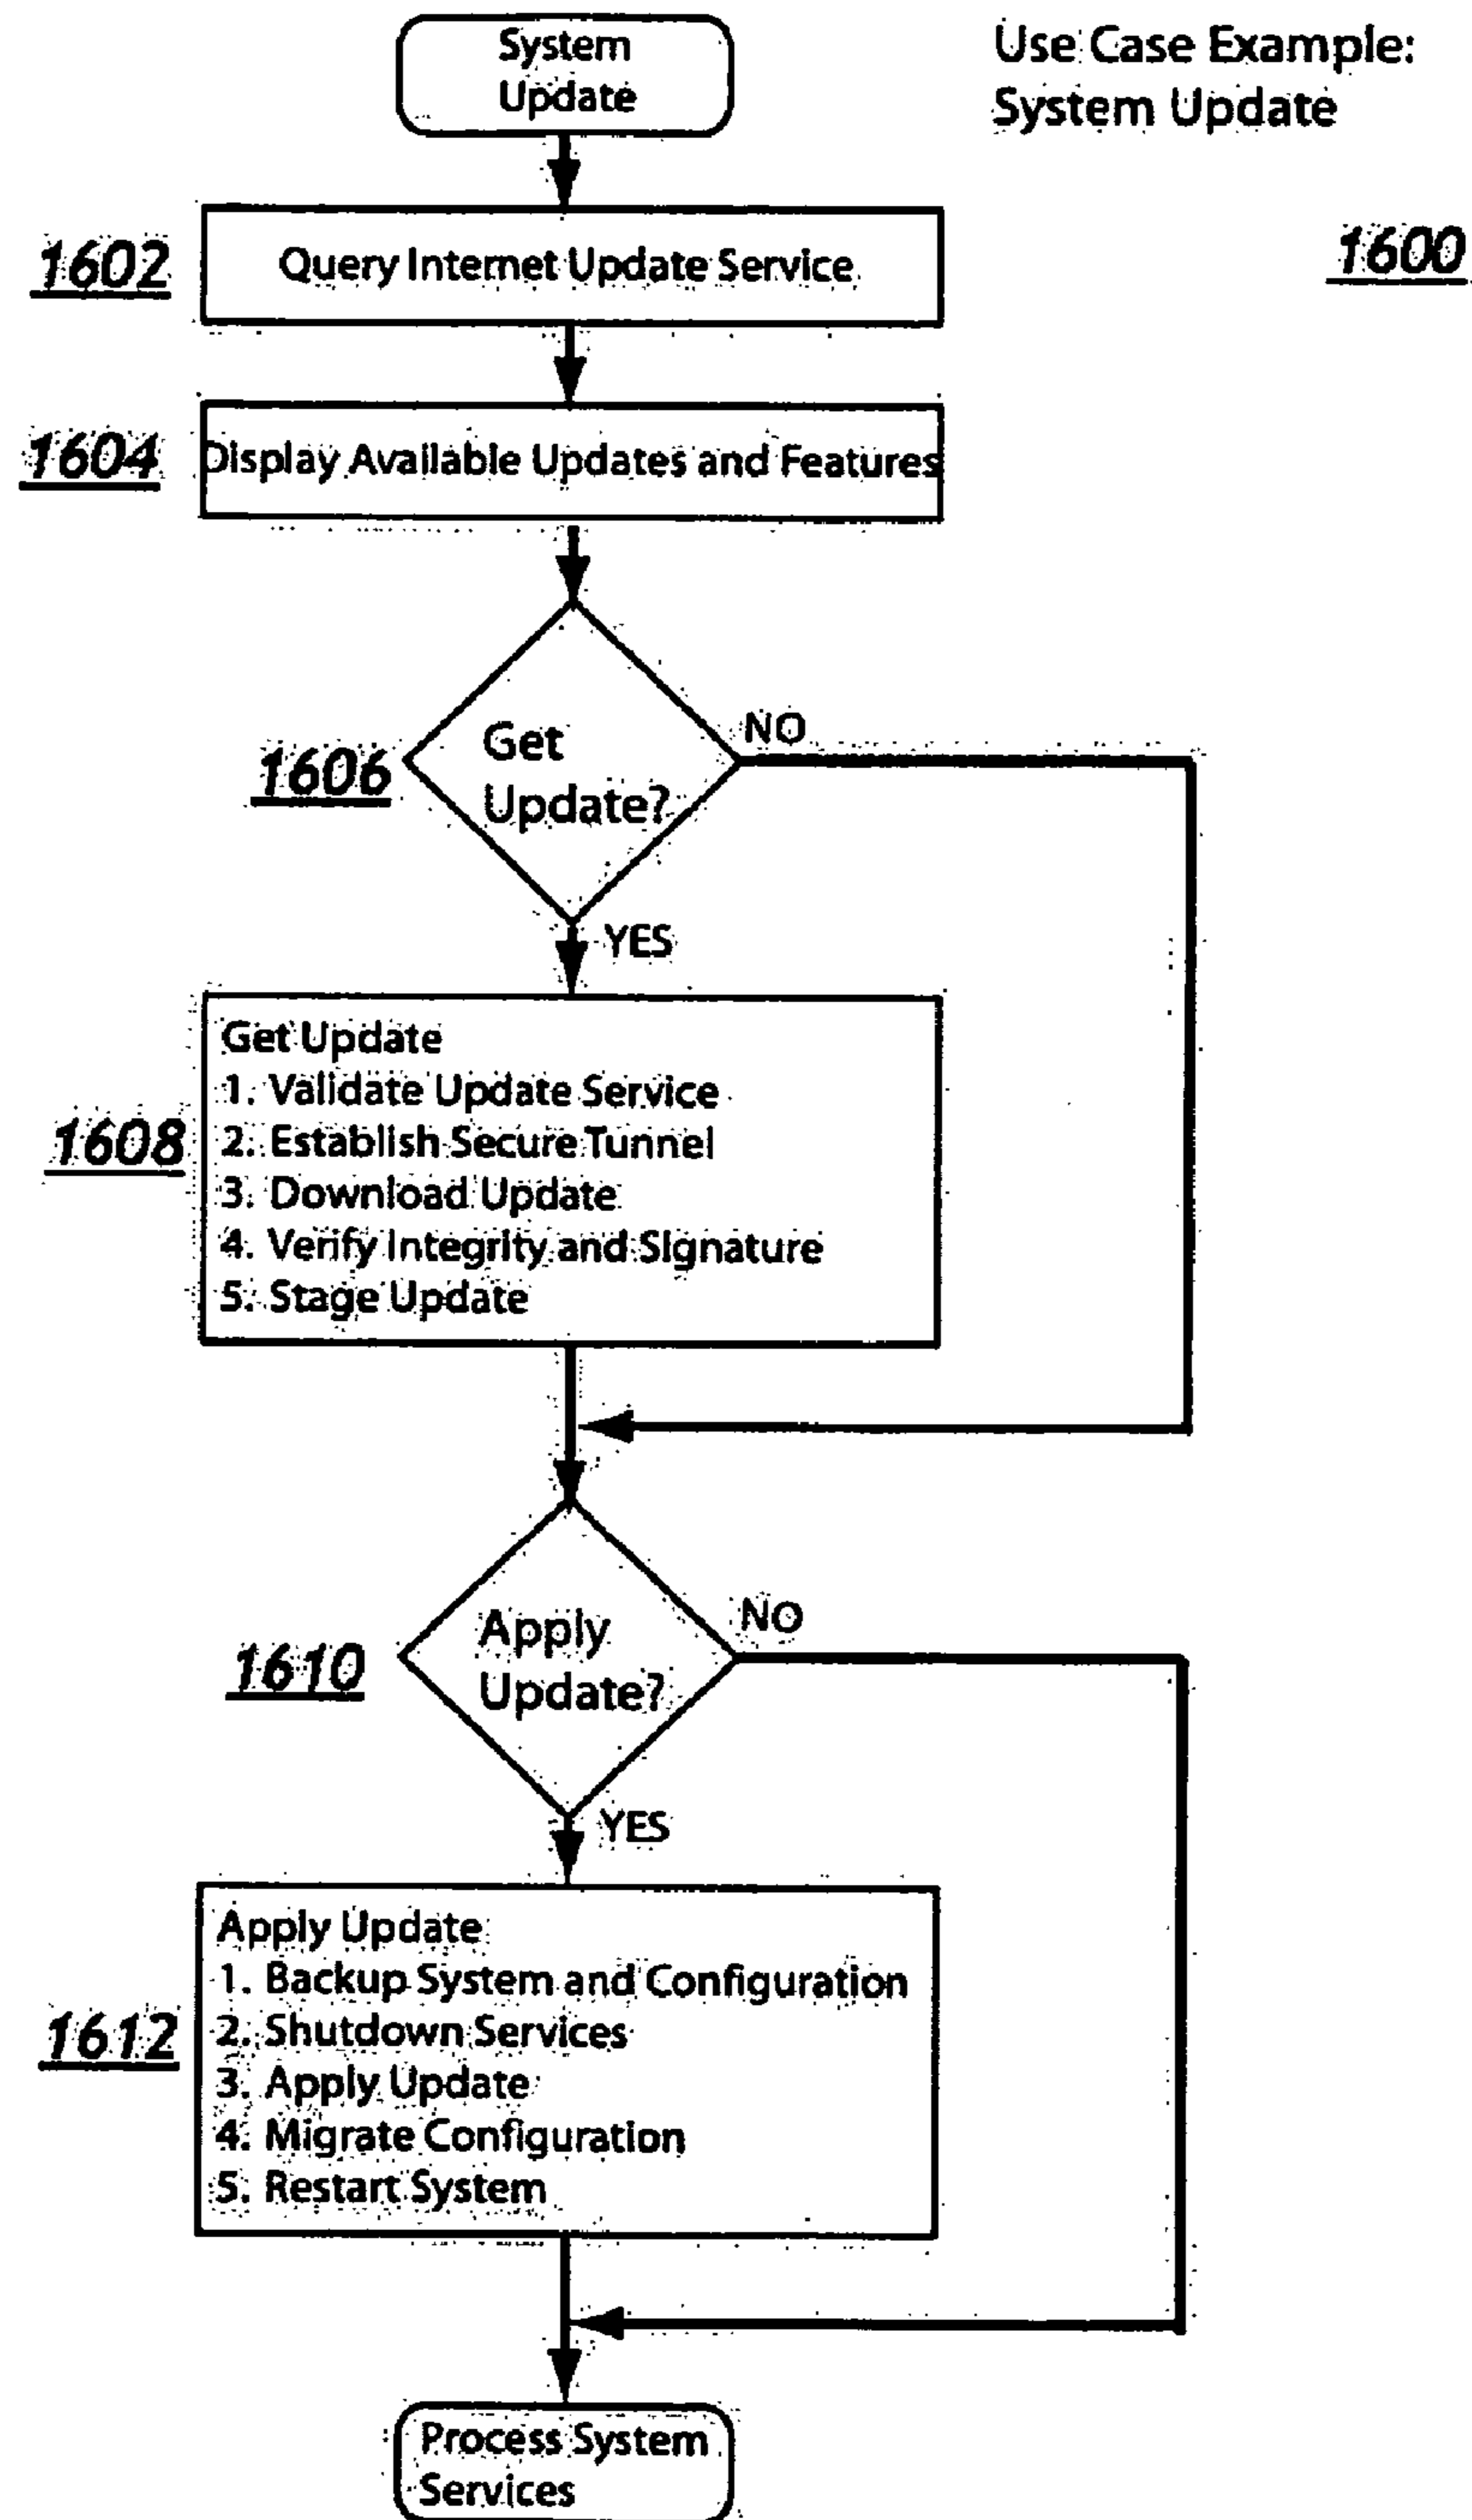 System
Update
Use Case Example:
System Update
1600
1602
Query Internet Update Service
1604
Display Available Updates and Features
1606
Get
Update?
NO
YES
1608
Get Update
1. Validate Update Service
2. Establish Secure Tunnel
3. Download Update
4. Verify Integrity and Signature
5. Stage Update
1610
Apply
Update?
NO
YES
1612
Apply Update
1. Backup System and Configuration
2. Shutdown Services
3. Apply Update
4. Migrate Configuration
5. Restart System
Process System
Services